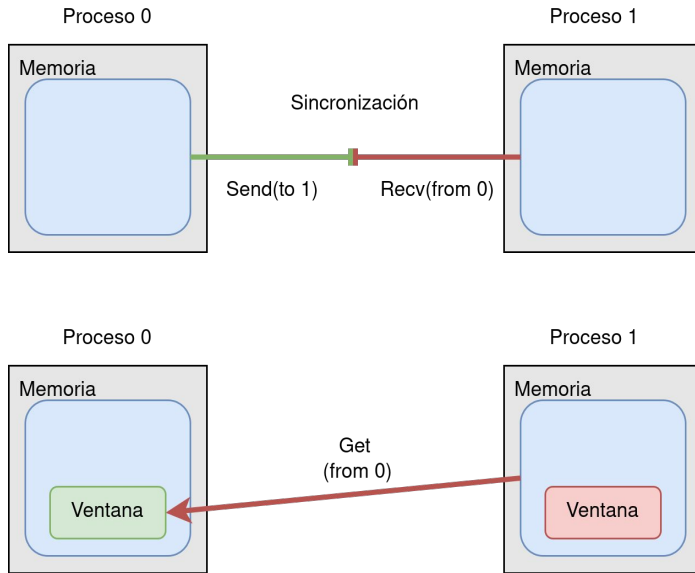 Proceso 0
Proceso 1
Memoria
Memoria
Sincronización
Send(to 1)
Recv(from 0)
Proceso 0
Proceso 1
Memoria
Memoria
Get
(from 0)
Ventana
Ventana